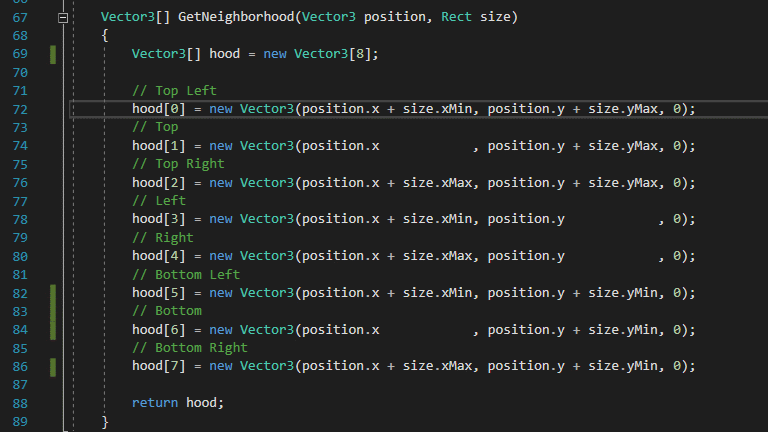 67 Vector3[] GetNeighborhood(Vector3 position, Rect size)
68 {
69 Vector3[] hood = new Vector3[8];
70
71 // Top Left
72 hood[0] = new Vector3(position.x + size.xMin, position.y + size.yMax, 0);
73 // Top
74 hood[1] = new Vector3(position.x            , position.y + size.yMax, 0);
75 // Top Right
76 hood[2] = new Vector3(position.x + size.xMax, position.y + size.yMax, 0);
77 // Left
78 hood[3] = new Vector3(position.x + size.xMin, position.y            , 0);
79 // Right
80 hood[4] = new Vector3(position.x + size.xMax, position.y            , 0);
81 // Bottom Left
82 hood[5] = new Vector3(position.x + size.xMin, position.y + size.yMin, 0);
83 // Bottom
84 hood[6] = new Vector3(position.x            , position.y + size.yMin, 0);
85 // Bottom Right
86 hood[7] = new Vector3(position.x + size.xMax, position.y + size.yMin, 0);
87
88 return hood;
89 }